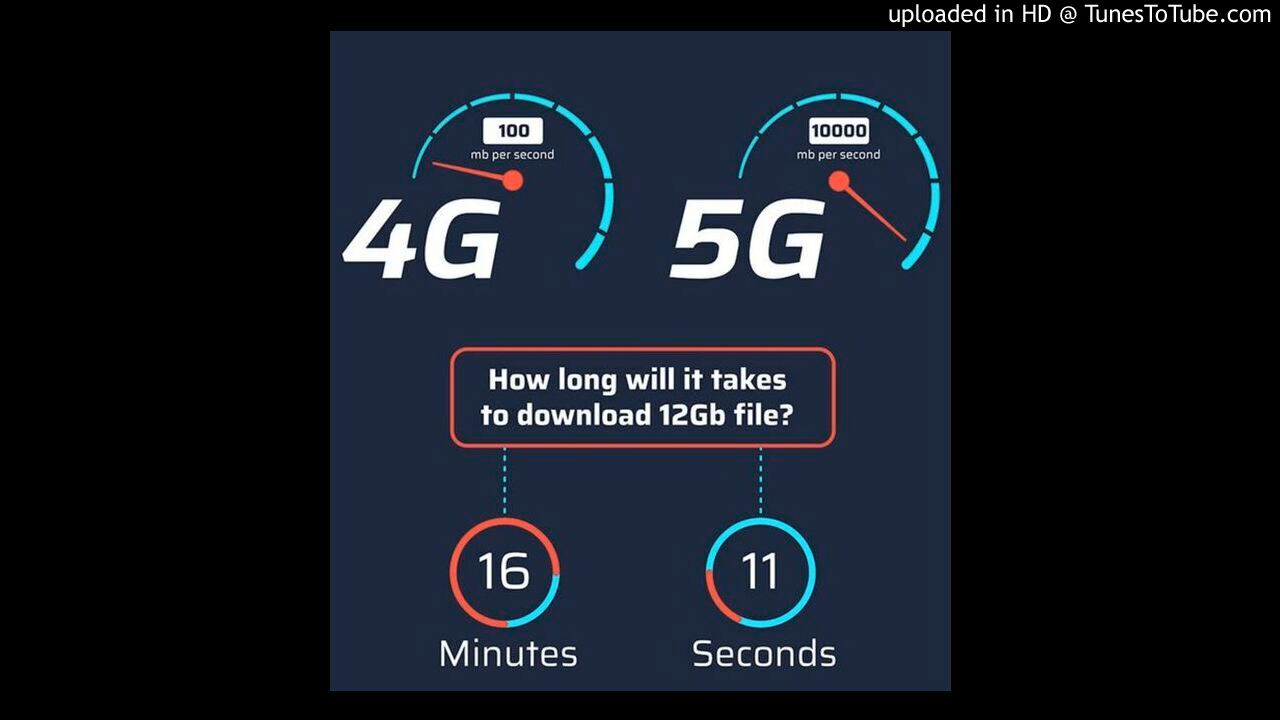 uploaded in HD @ TunesToTube.com
100
mb per second
4G
10000
mb per second
5G
How long will it takes
to download 12Gb file?
16
Minutes
11
Seconds